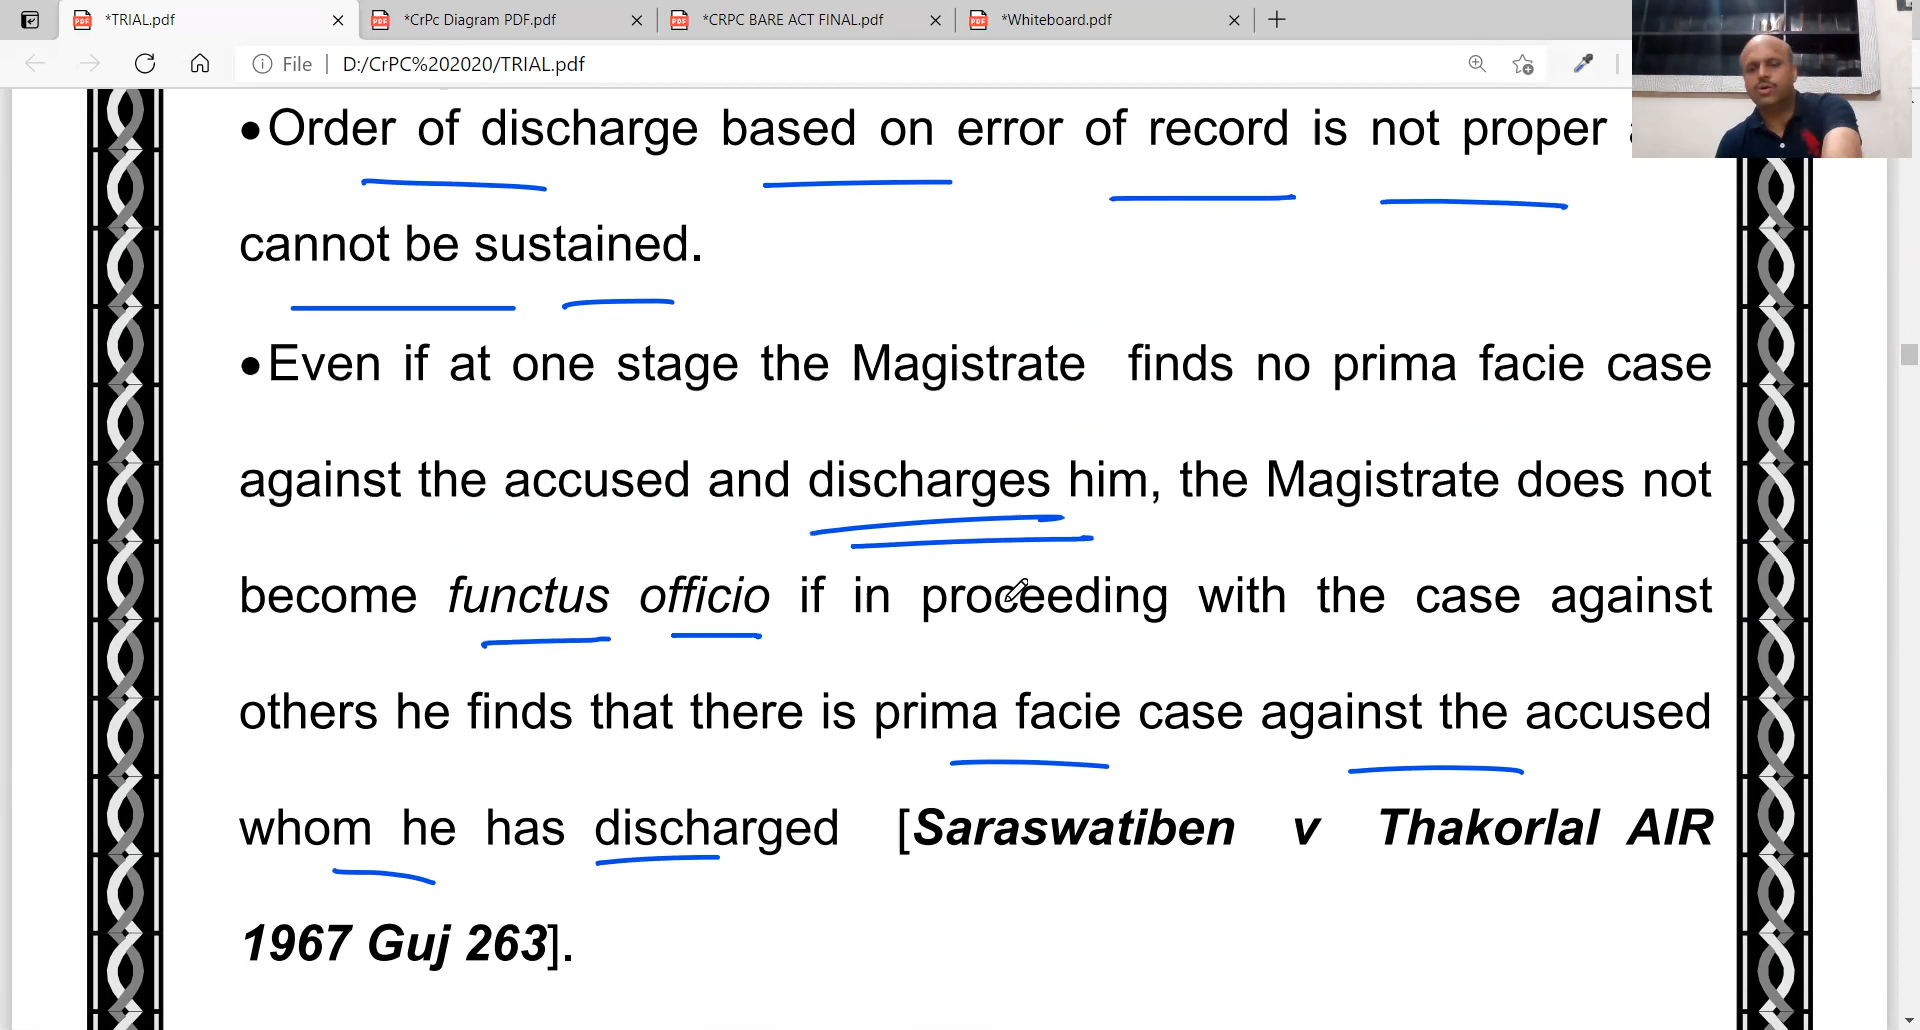 *TRIAL.pdf
*CrPc Diagram PDF.pdf
*CRPC BARE ACT FINAL.pdf
*Whiteboard.pdf
File | D:/CrPC%202020/TRIAL.pdf
•Order of discharge based on error of record is not proper
cannot be sustained.
•Even if at one stage the Magistrate finds no prima facie case
against the accused and discharges him, the Magistrate does not
become functus officio if in proceeding with the case against
others he finds that there is prima facie case against the accused
whom he has discharged [Saraswatiben v Thakorlal AIR
1967 Guj 263].